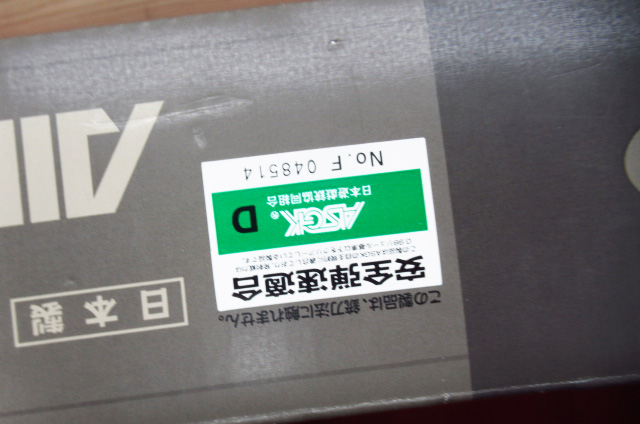 この製品は、銃刀法に触れません。
日本製
安全弾速適合
ASGK® D
日本遊戯銃協同組合
No.F 048514